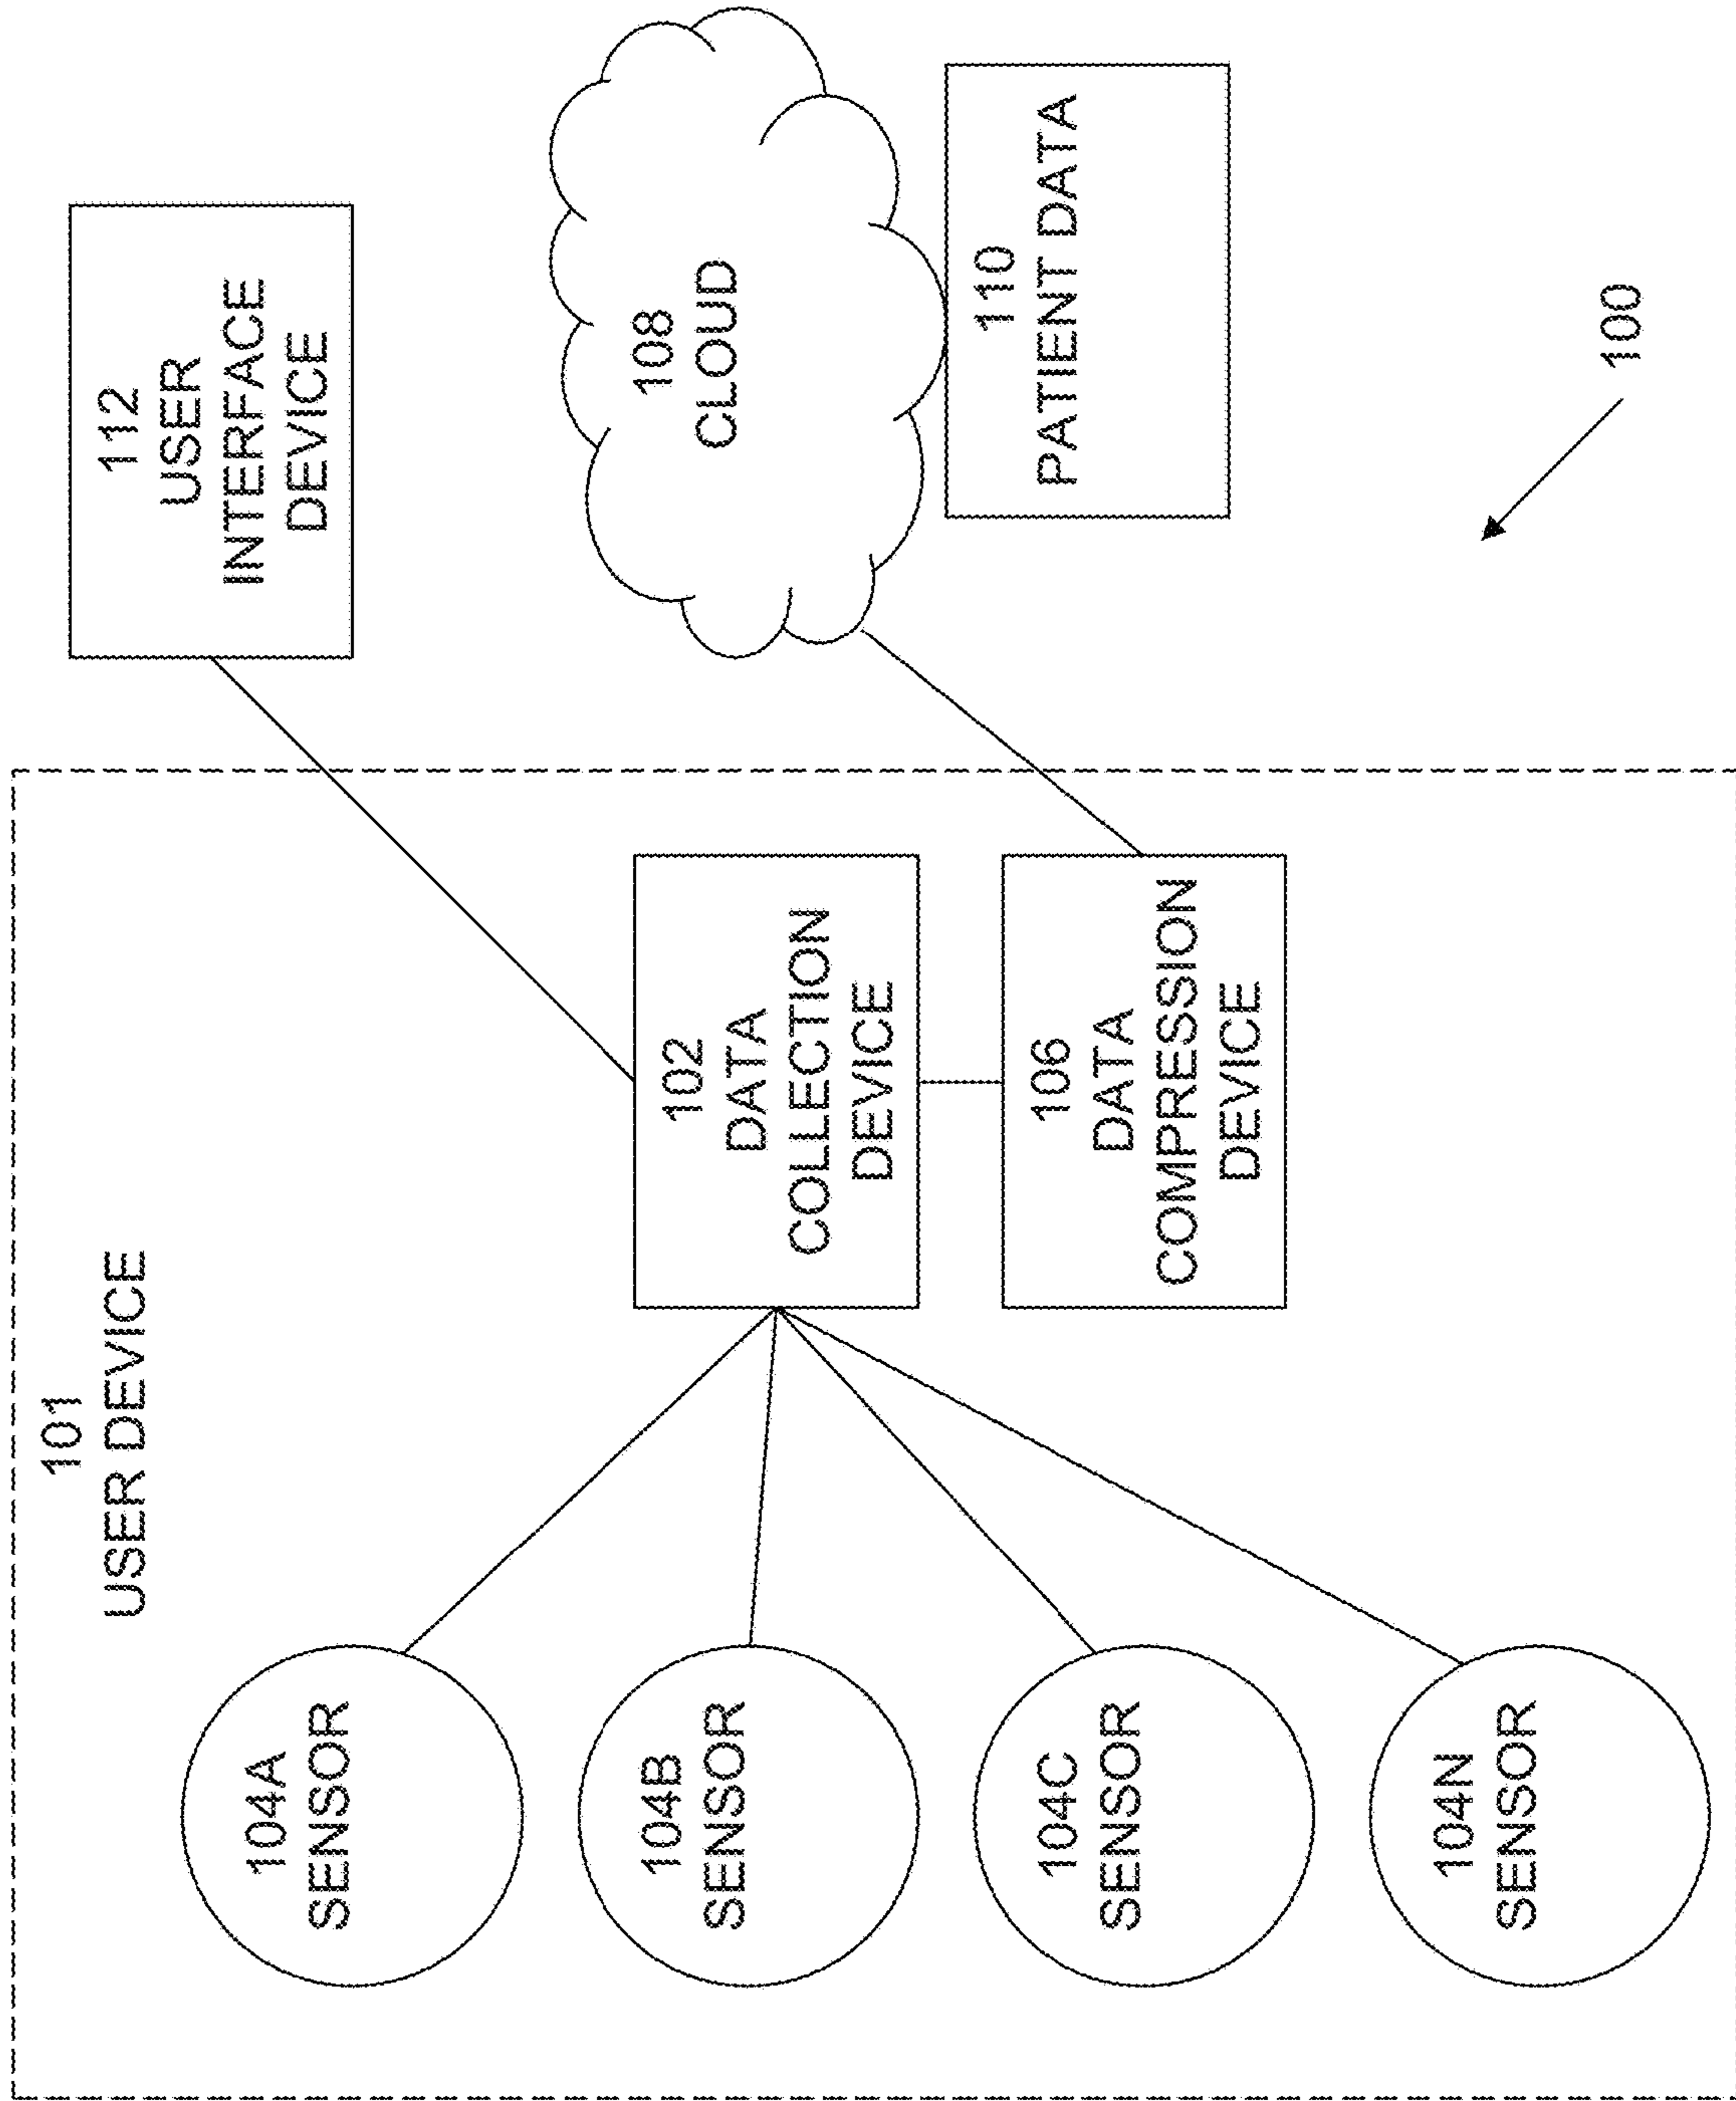 101
USER DEVICE
104A
SENSOR
104B
SENSOR
104C
SENSOR
104N
SENSOR
102
DATA
COLLECTION
DEVICE
106
DATA
COMPRESSION
DEVICE
112
USER
INTERFACE
DEVICE
108
CLOUD
110
PATIENT DATA
100